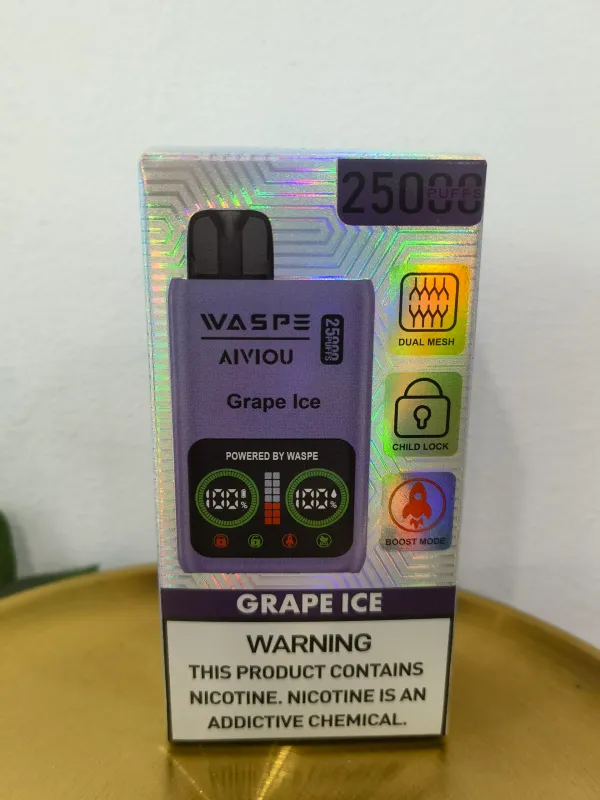 25000
PUFFS
WASPE
25000
PUFFS
AIVIOU
Grape Ice
POWERED BY WASPE
100%
100%
DUAL MESH
CHILD LOCK
BOOST MODE
GRAPE ICE
WARNING
THIS PRODUCT CONTAINS
NICOTINE. NICOTINE IS AN
ADDICTIVE CHEMICAL.